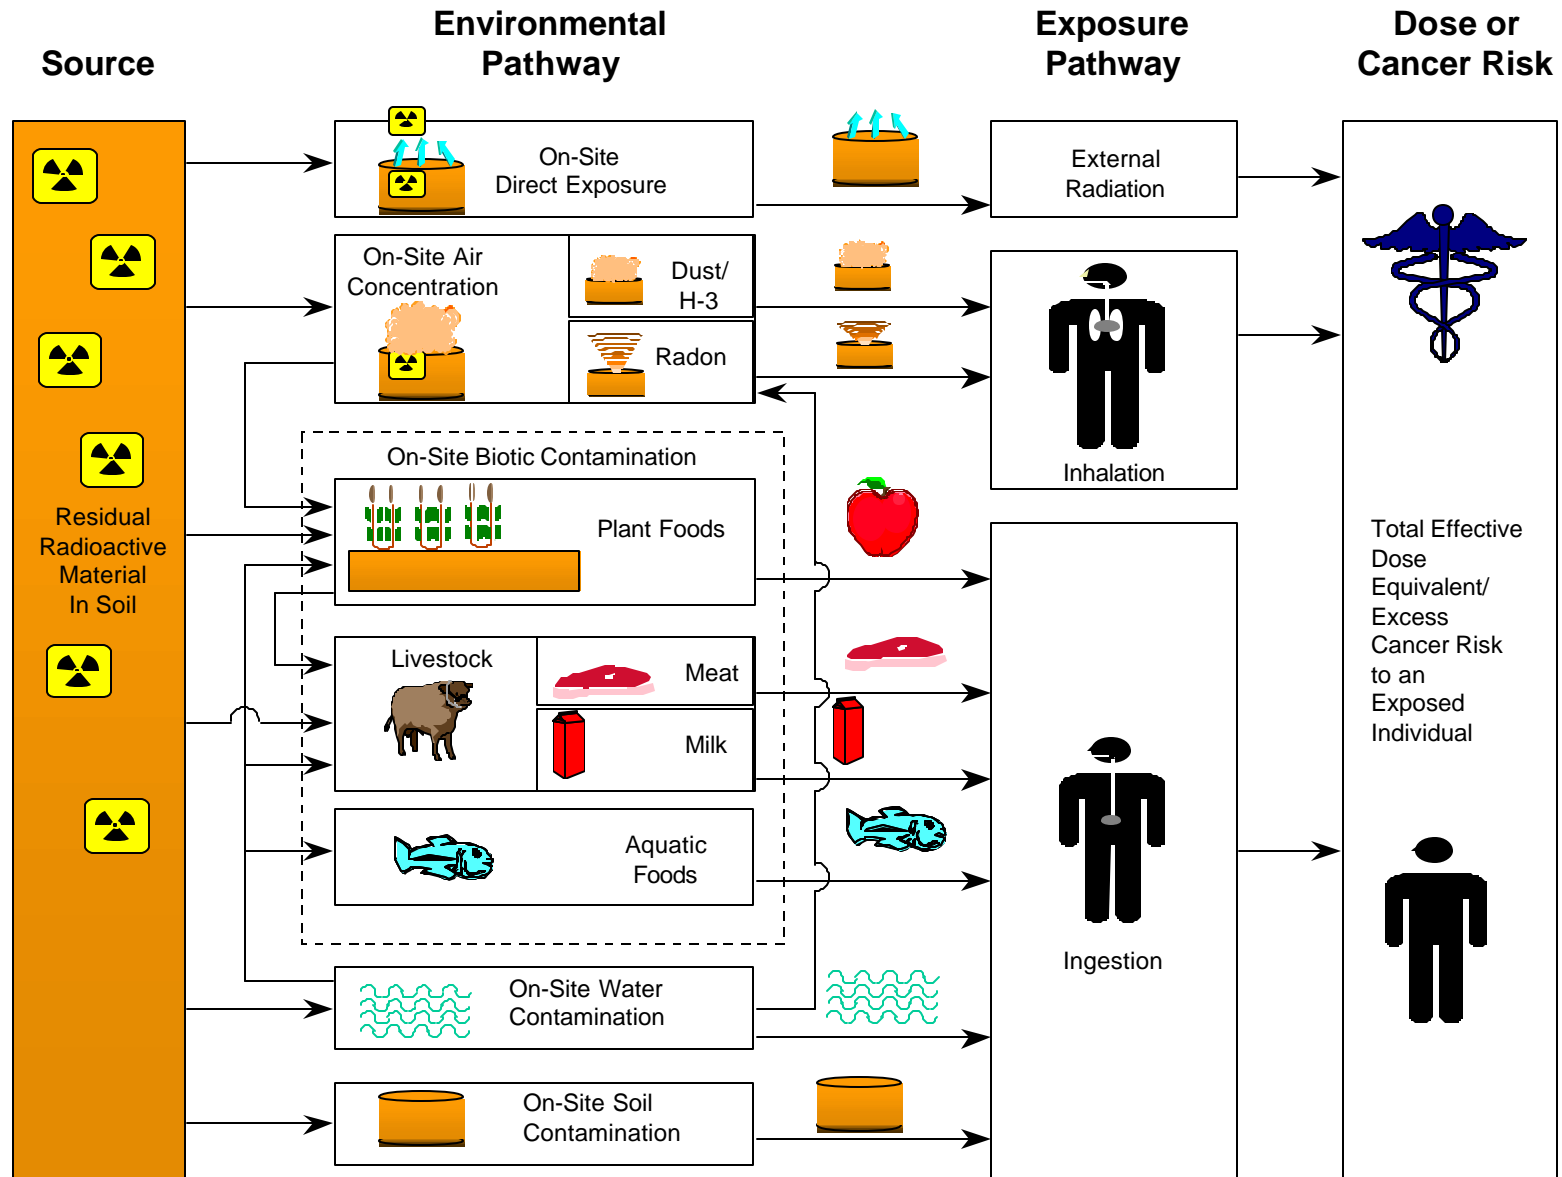 Source
Environmental
Pathway
Exposure
Pathway
Dose or
Cancer Risk
Residual
Radioactive
Material
In Soil
On-Site
Direct Exposure
On-Site Air
Concentration
Dust/
H-3
Radon
On-Site Biotic Contamination
Plant Foods
Livestock
Meat
Milk
Aquatic
Foods
On-Site Water
Contamination
On-Site Soil
Contamination
External
Radiation
Inhalation
Ingestion
Total Effective
Dose
Equivalent/
Excess
Cancer Risk
to an
Exposed
Individual